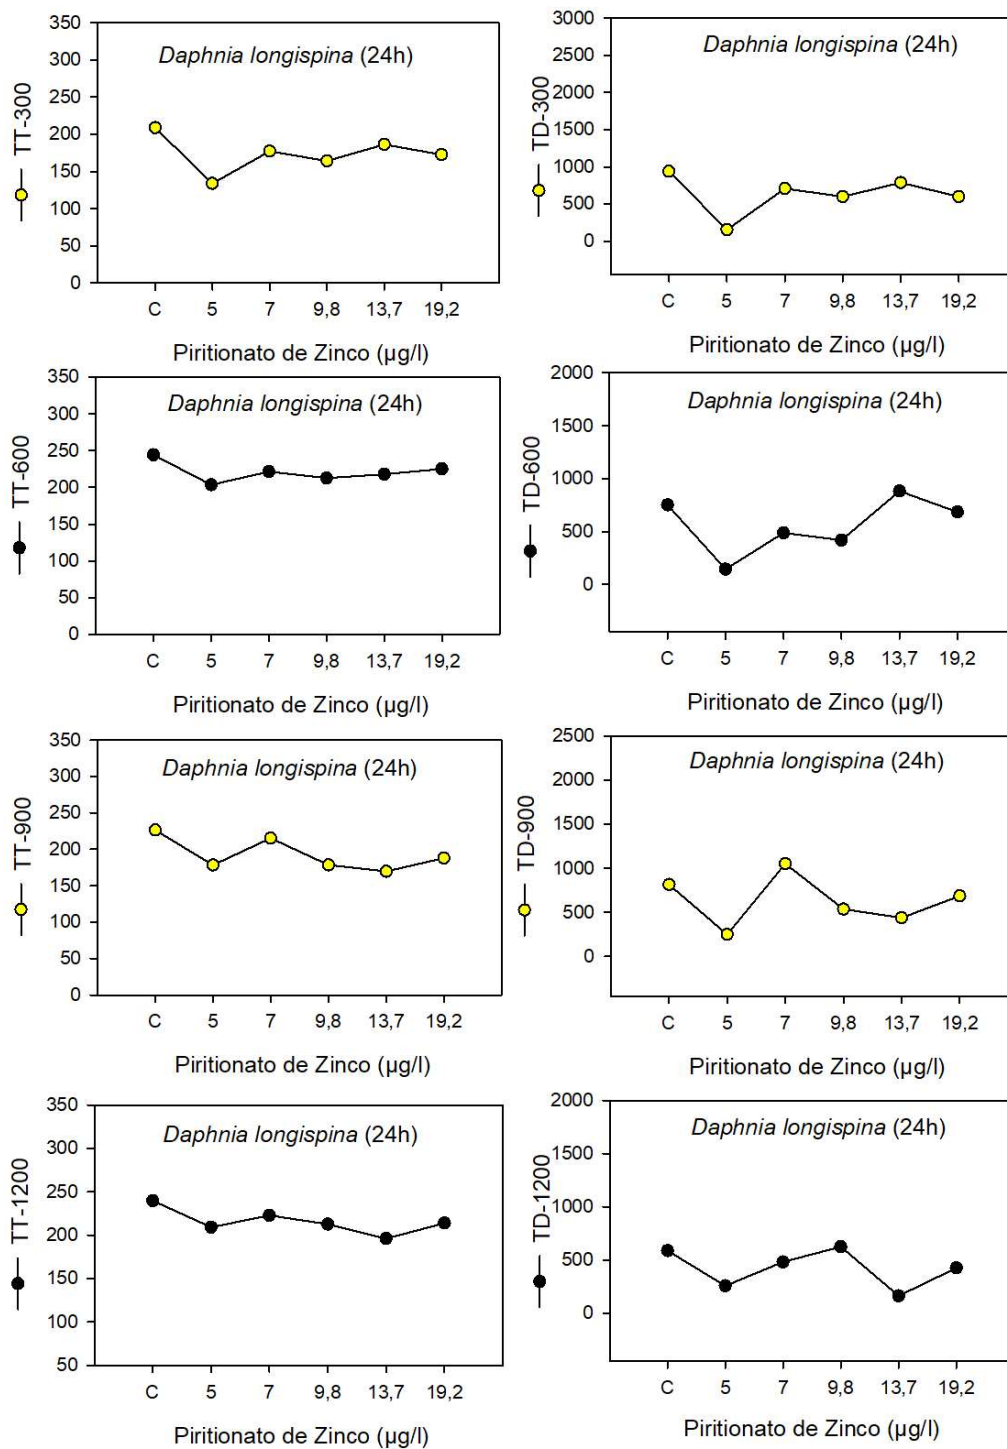 TT-300
350
300
250
200
150
100
50
0
Daphnia longispina (24h)
C 5 7 9,8 13,7 19,2
Piritionato de Zinco (µg/l)
TD-300
3000
2500
2000
1500
1000
500
0
Daphnia longispina (24h)
C 5 7 9,8 13,7 19,2
Piritionato de Zinco (µg/l)
TT-600
350
300
250
200
150
100
50
0
Daphnia longispina (24h)
C 5 7 9,8 13,7 19,2
Piritionato de Zinco (µg/l)
TD-600
2000
1500
1000
500
0
Daphnia longispina (24h)
C 5 7 9,8 13,7 19,2
Piritionato de Zinco (µg/l)
TT-900
350
300
250
200
150
100
50
0
Daphnia longispina (24h)
C 5 7 9,8 13,7 19,2
Piritionato de Zinco (µg/l)
TD-900
2500
2000
1500
1000
500
0
Daphnia longispina (24h)
C 5 7 9,8 13,7 19,2
Piritionato de Zinco (µg/l)
TT-1200
350
300
250
200
150
100
50
Daphnia longispina (24h)
C 5 7 9,8 13,7 19,2
Piritionato de Zinco (µg/l)
TD-1200
2000
1500
1000
500
0
Daphnia longispina (24h)
C 5 7 9,8 13,7 19,2
Piritionato de Zinco (µg/l)